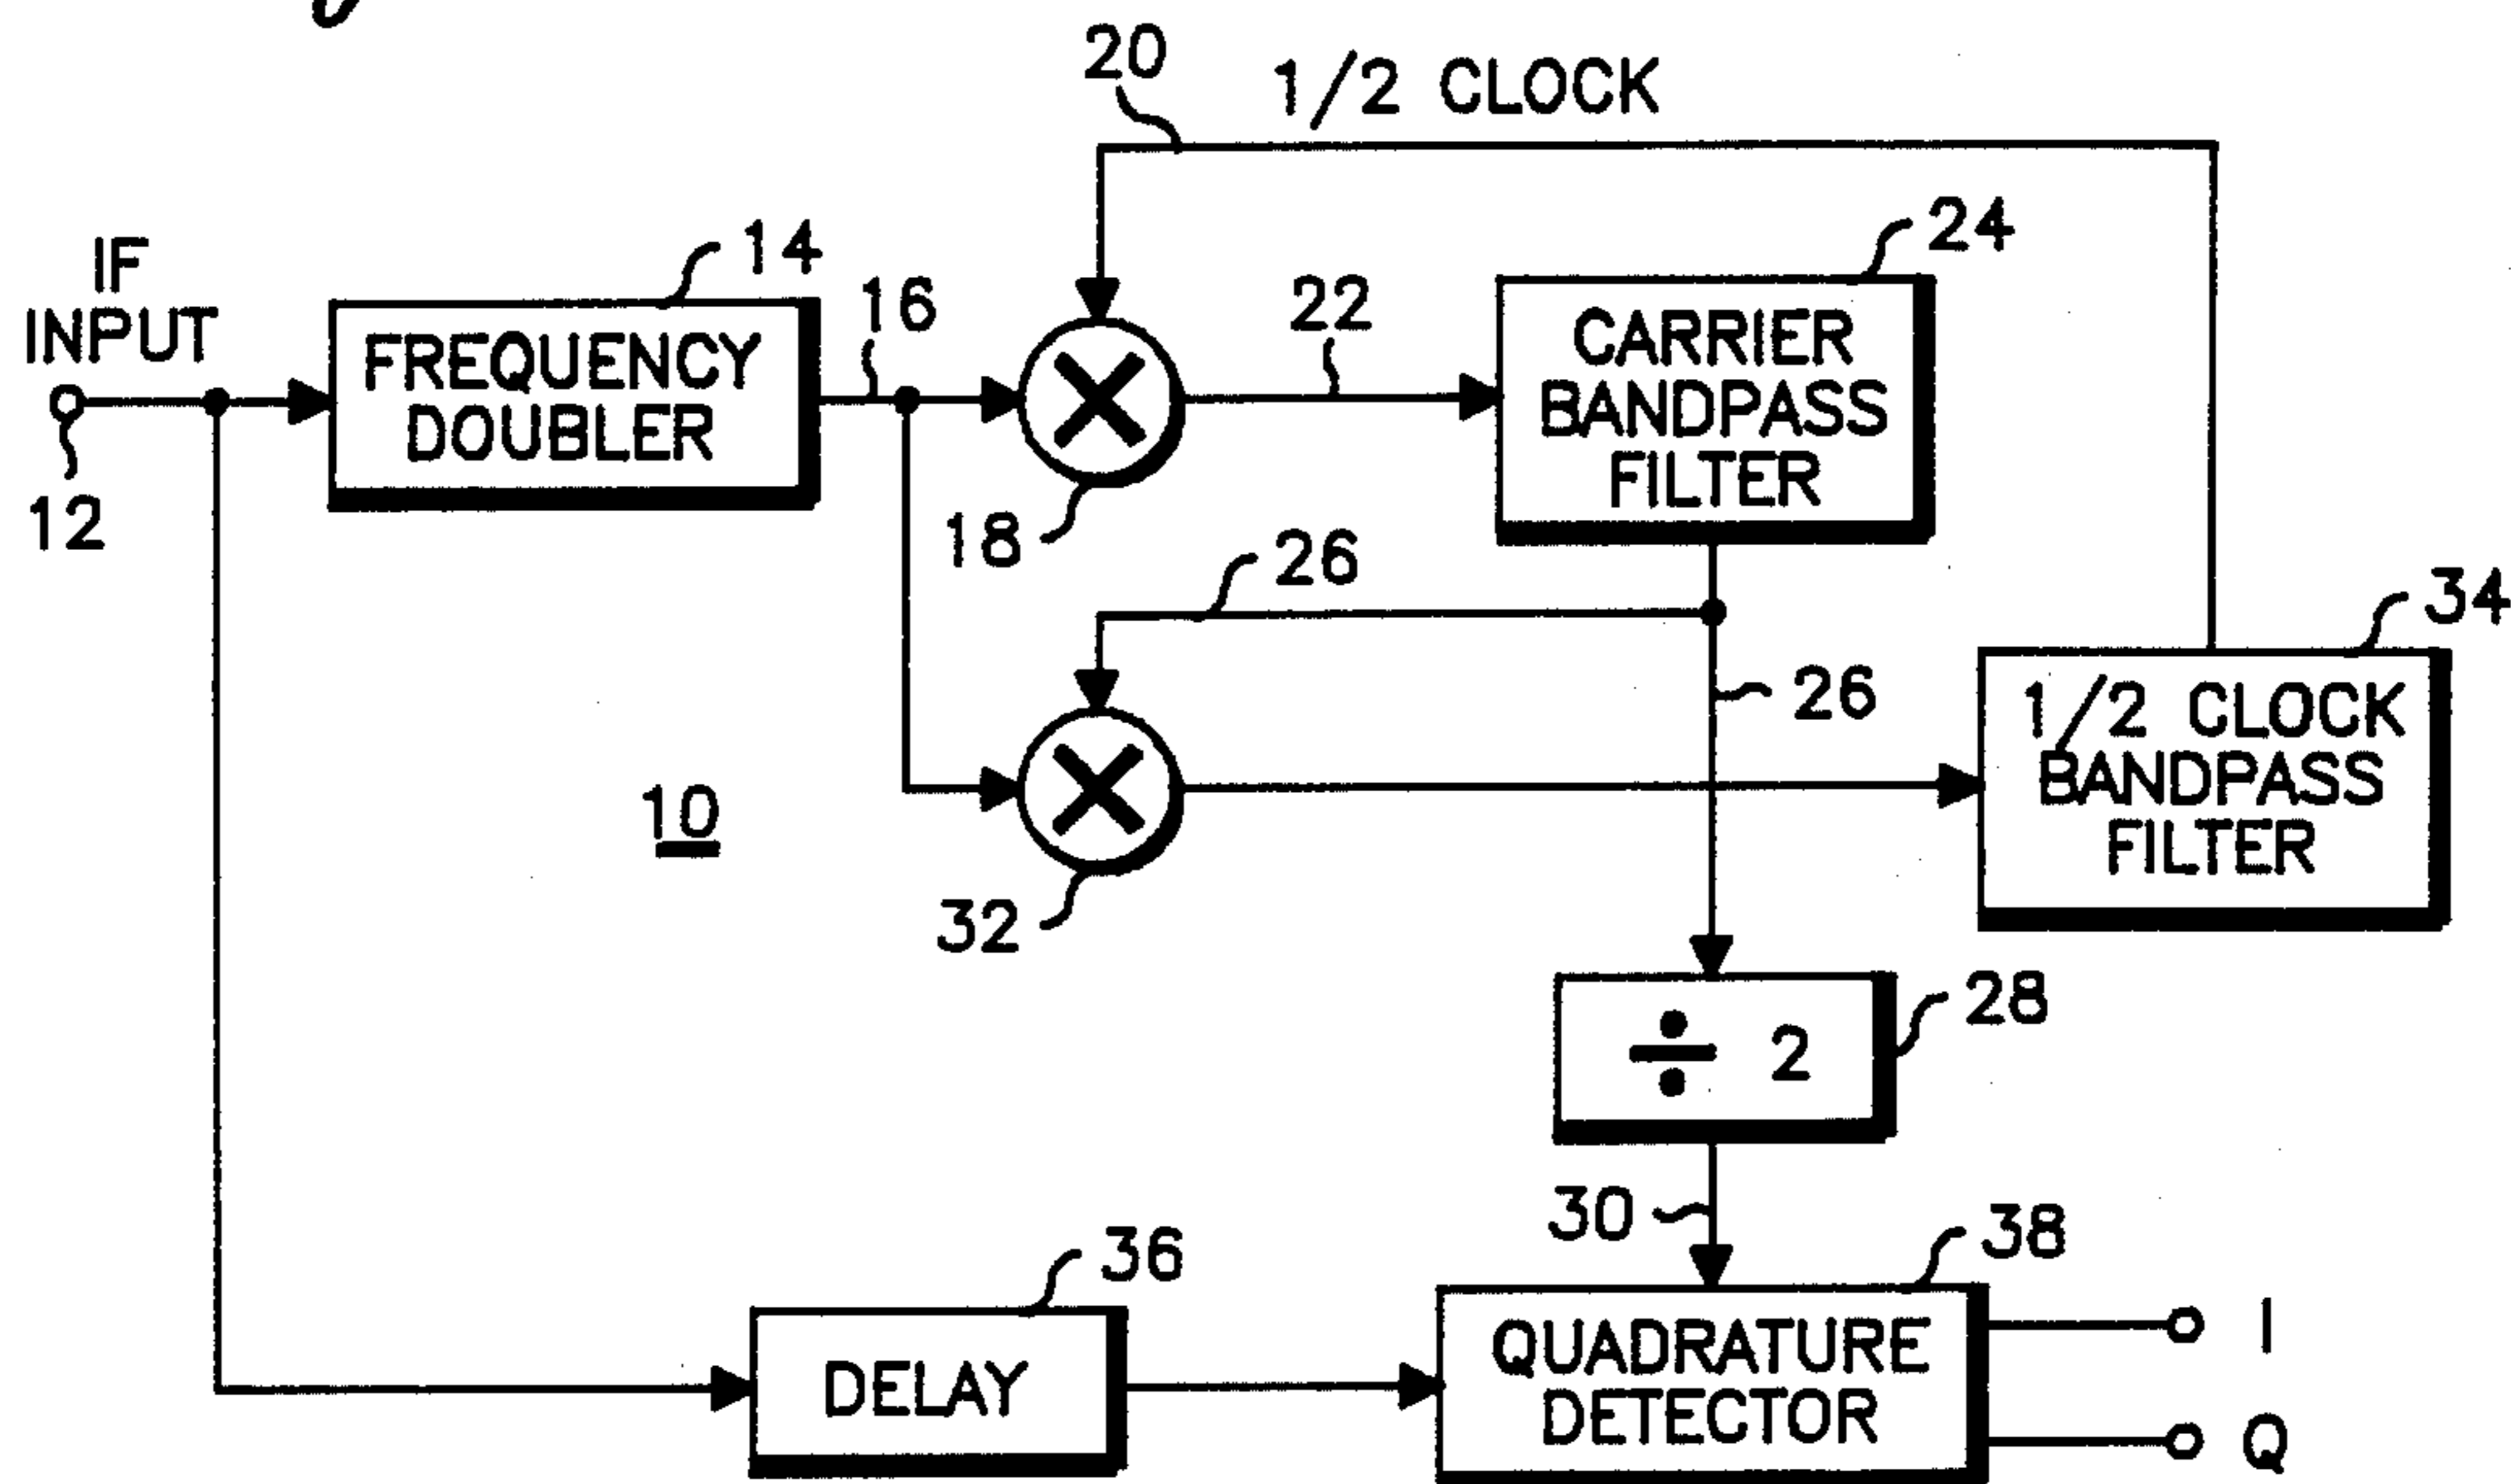 20
1/2 CLOCK
IF
INPUT
12
14
FREQUENCY
DOUBLER
16
18
22
24
CARRIER
BANDPASS
FILTER
26
26
34
1/2 CLOCK
BANDPASS
FILTER
10
32
÷ 2
28
30
36
DELAY
38
QUADRATURE
DETECTOR
I
Q